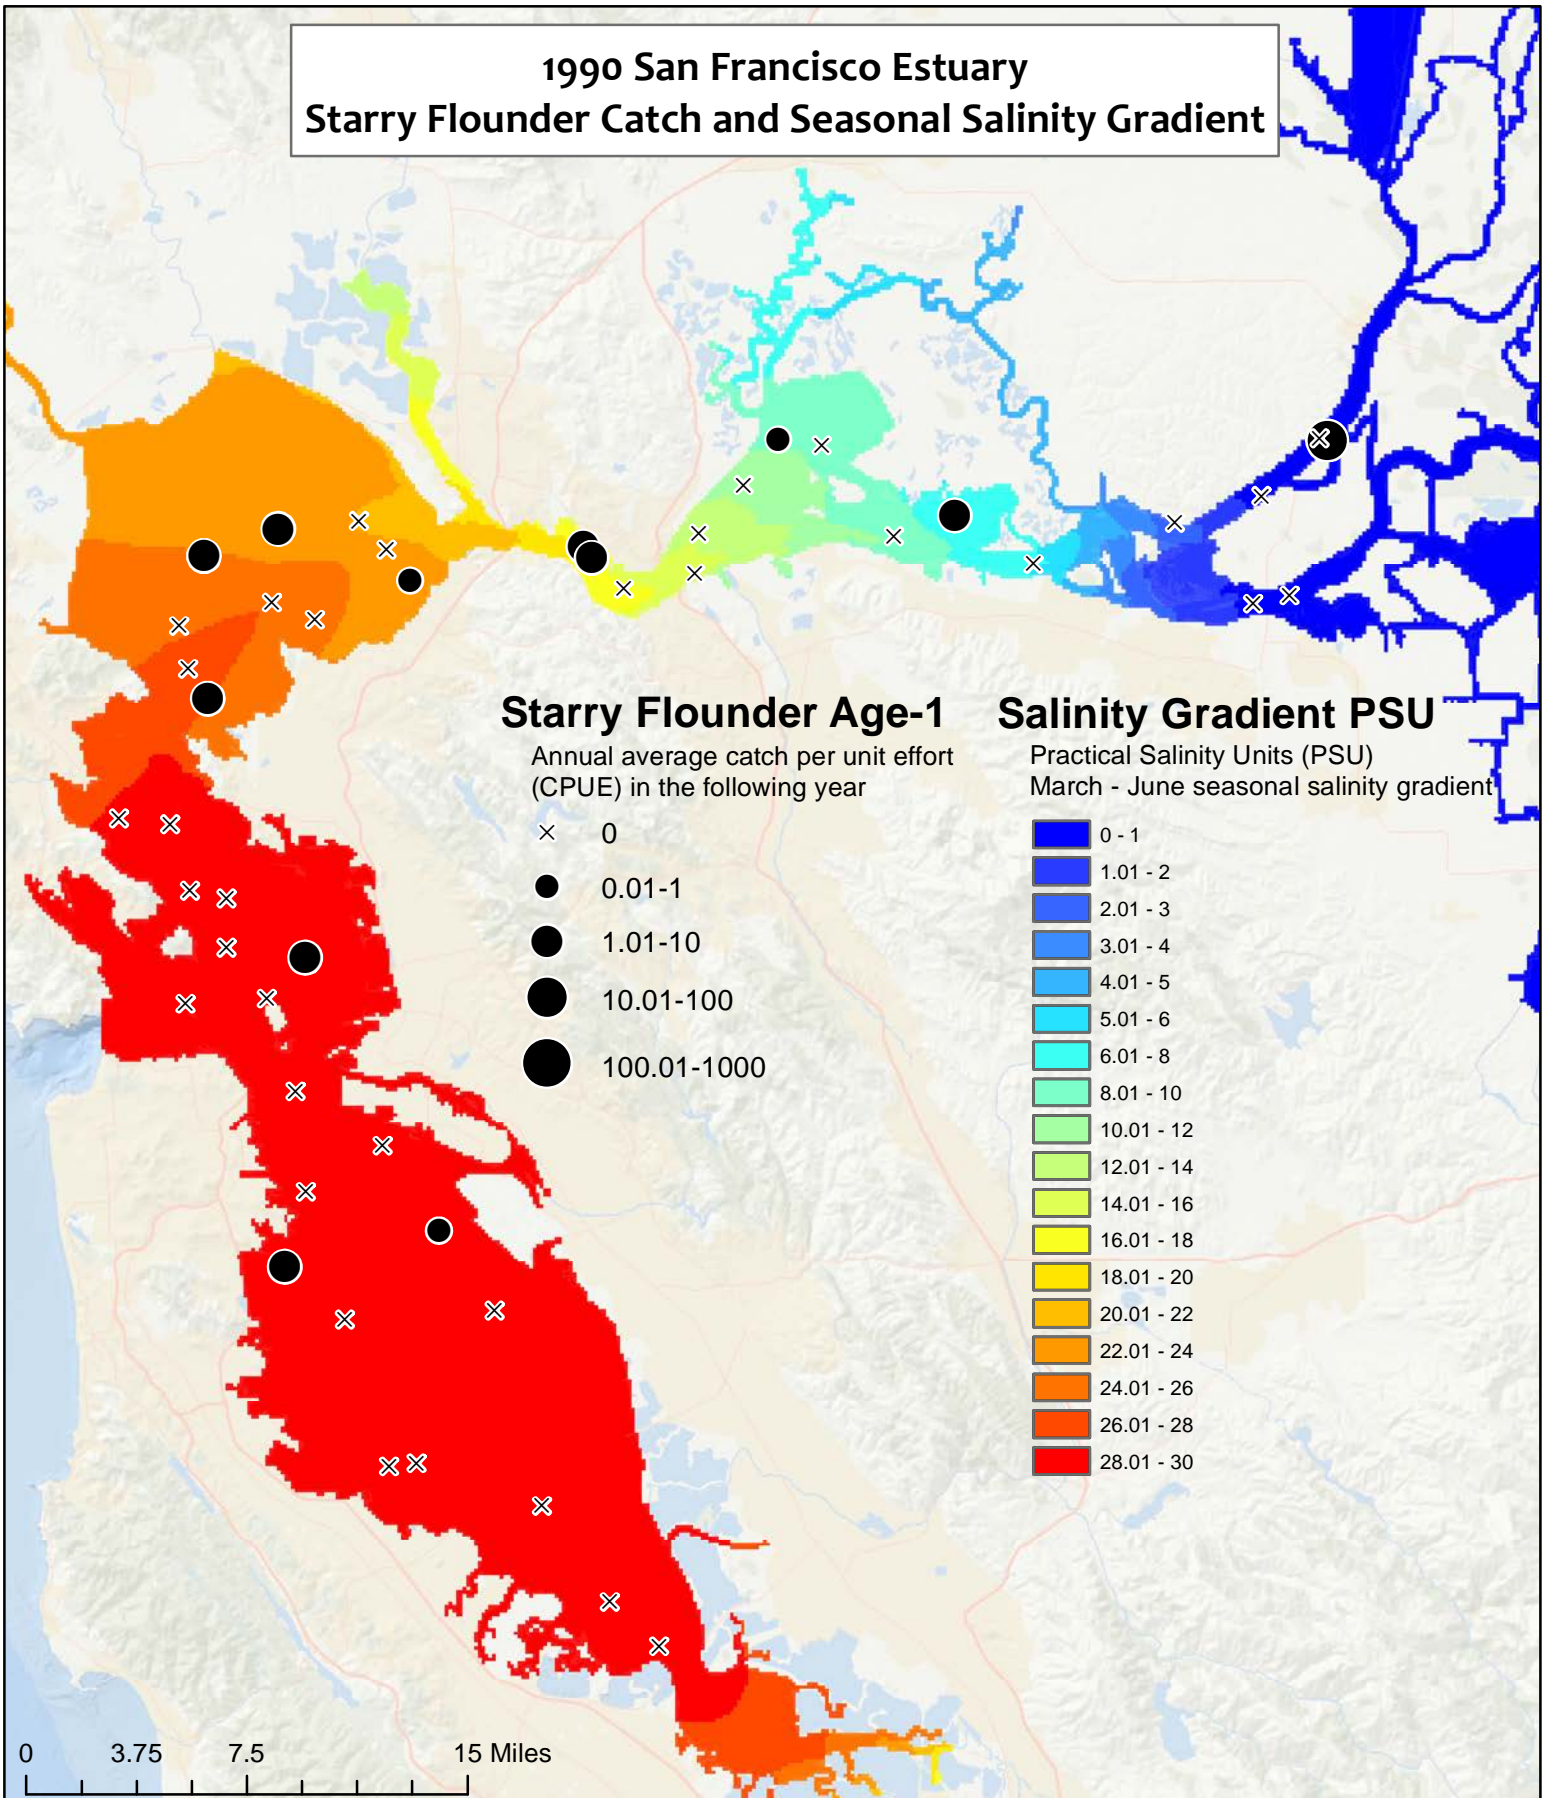 1990 San Francisco Estuary
Starry Flounder Catch and Seasonal Salinity Gradient
Starry Flounder Age-1
Annual average catch per unit effort
(CPUE) in the following year
0
0.01-1
1.01-10
10.01-100
100.01-1000
Salinity Gradient PSU
Practical Salinity Units (PSU)
March - June seasonal salinity gradient
0 - 1
1.01 - 2
2.01 - 3
3.01 - 4
4.01 - 5
5.01 - 6
6.01 - 8
8.01 - 10
10.01 - 12
12.01 - 14
14.01 - 16
16.01 - 18
18.01 - 20
20.01 - 22
22.01 - 24
24.01 - 26
26.01 - 28
28.01 - 30
0 3.75 7.5 15 Miles